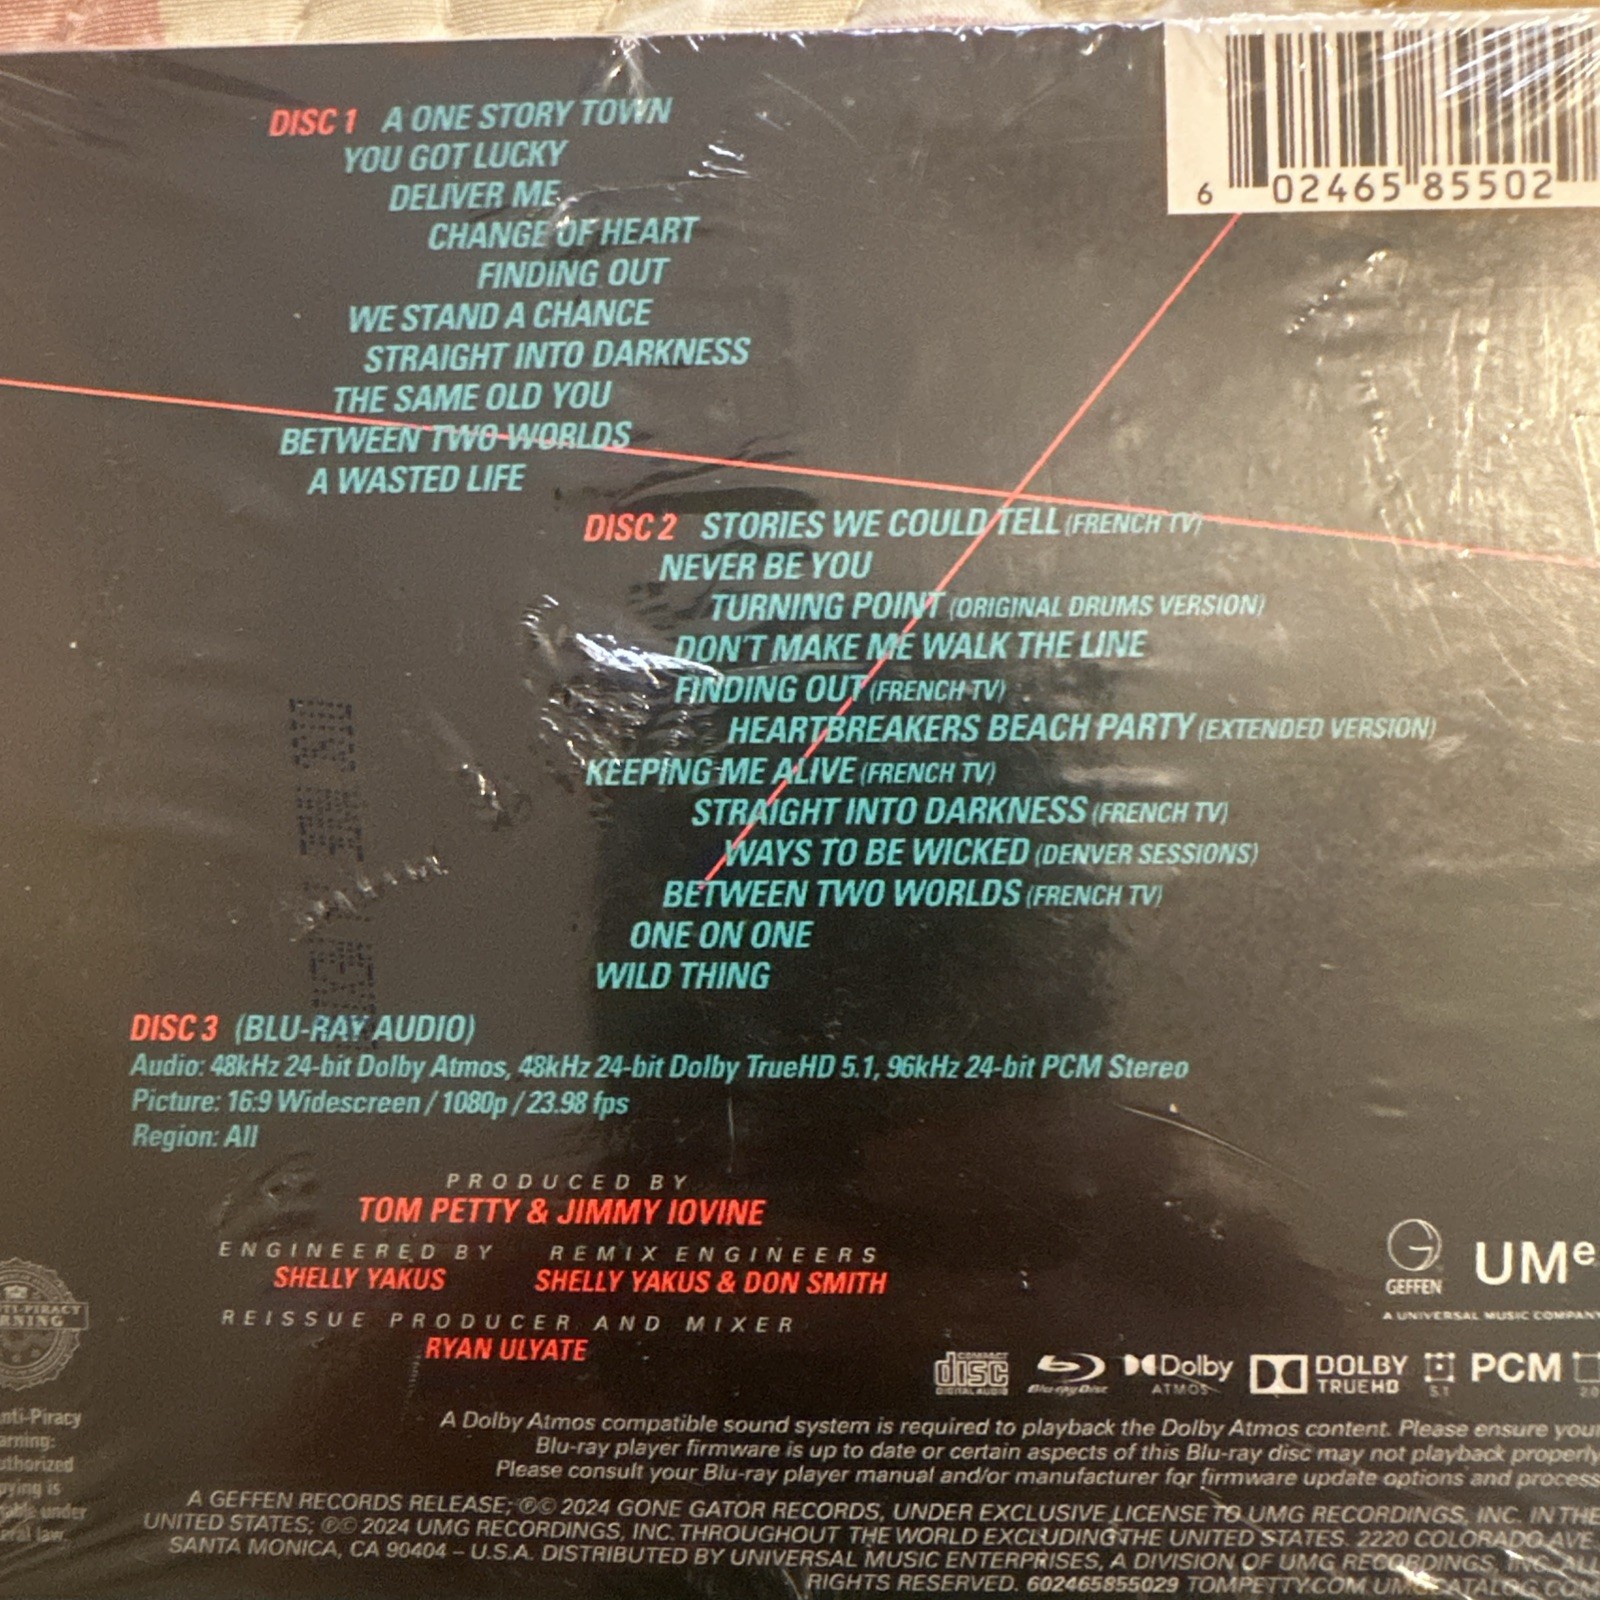 6 02465 85502
DISC 1 A ONE STORY TOWN
YOU GOT LUCKY
DELIVER ME
CHANGE OF HEART
FINDING OUT
WE STAND A CHANCE
STRAIGHT INTO DARKNESS
THE SAME OLD YOU
BETWEEN TWO WORLDS
A WASTED LIFE
DISC 2 STORIES WE COULD TELL (FRENCH TV)
NEVER BE YOU
TURNING POINT (ORIGINAL DRUMS VERSION)
DON'T MAKE ME WALK THE LINE
FINDING OUT (FRENCH TV)
HEARTBREAKERS BEACH PARTY (EXTENDED VERSION)
KEEPING ME ALIVE (FRENCH TV)
STRAIGHT INTO DARKNESS (FRENCH TV)
WAYS TO BE WICKED (DENVER SESSIONS)
BETWEEN TWO WORLDS (FRENCH TV)
ONE ON ONE
WILD THING
DISC 3 (BLU-RAY AUDIO)
Audio: 48kHz 24-bit Dolby Atmos, 48kHz 24-bit Dolby TrueHD 5.1, 96kHz 24-bit PCM Stereo
Picture: 16:9 Widescreen / 1080p / 23.98 fps
Region: All
PRODUCED BY
TOM PETTY & JIMMY IOVINE
ENGINEERED BY REMIX ENGINEERS
SHELLY YAKUS SHELLY YAKUS & DON SMITH
REISSUE PRODUCER AND MIXER
RYAN ULYATE
GEFFEN UMe
A UNIVERSAL MUSIC COMPANY
COMPACT disc DIGITAL AUDIO Blu-ray Disc Dolby ATMOS DOLBY TRUEHD 5.1 PCM 2.0
A Dolby Atmos compatible sound system is required to playback the Dolby Atmos content. Please ensure your
Blu-ray player firmware is up to date or certain aspects of this Blu-ray disc may not playback properly
Please consult your Blu-ray player manual and/or manufacturer for firmware update options and process
A GEFFEN RECORDS RELEASE; ℗© 2024 GONE GATOR RECORDS, UNDER EXCLUSIVE LICENSE TO UMG RECORDINGS, INC. IN THE
UNITED STATES; ℗© 2024 UMG RECORDINGS, INC. THROUGHOUT THE WORLD EXCLUDING THE UNITED STATES. 2220 COLORADO AVE.
SANTA MONICA, CA 90404 – U.S.A. DISTRIBUTED BY UNIVERSAL MUSIC ENTERPRISES, A DIVISION OF UMG RECORDINGS, INC. ALL
RIGHTS RESERVED. 602465855029 TOMPETTY.COM UMGCATALOG.COM